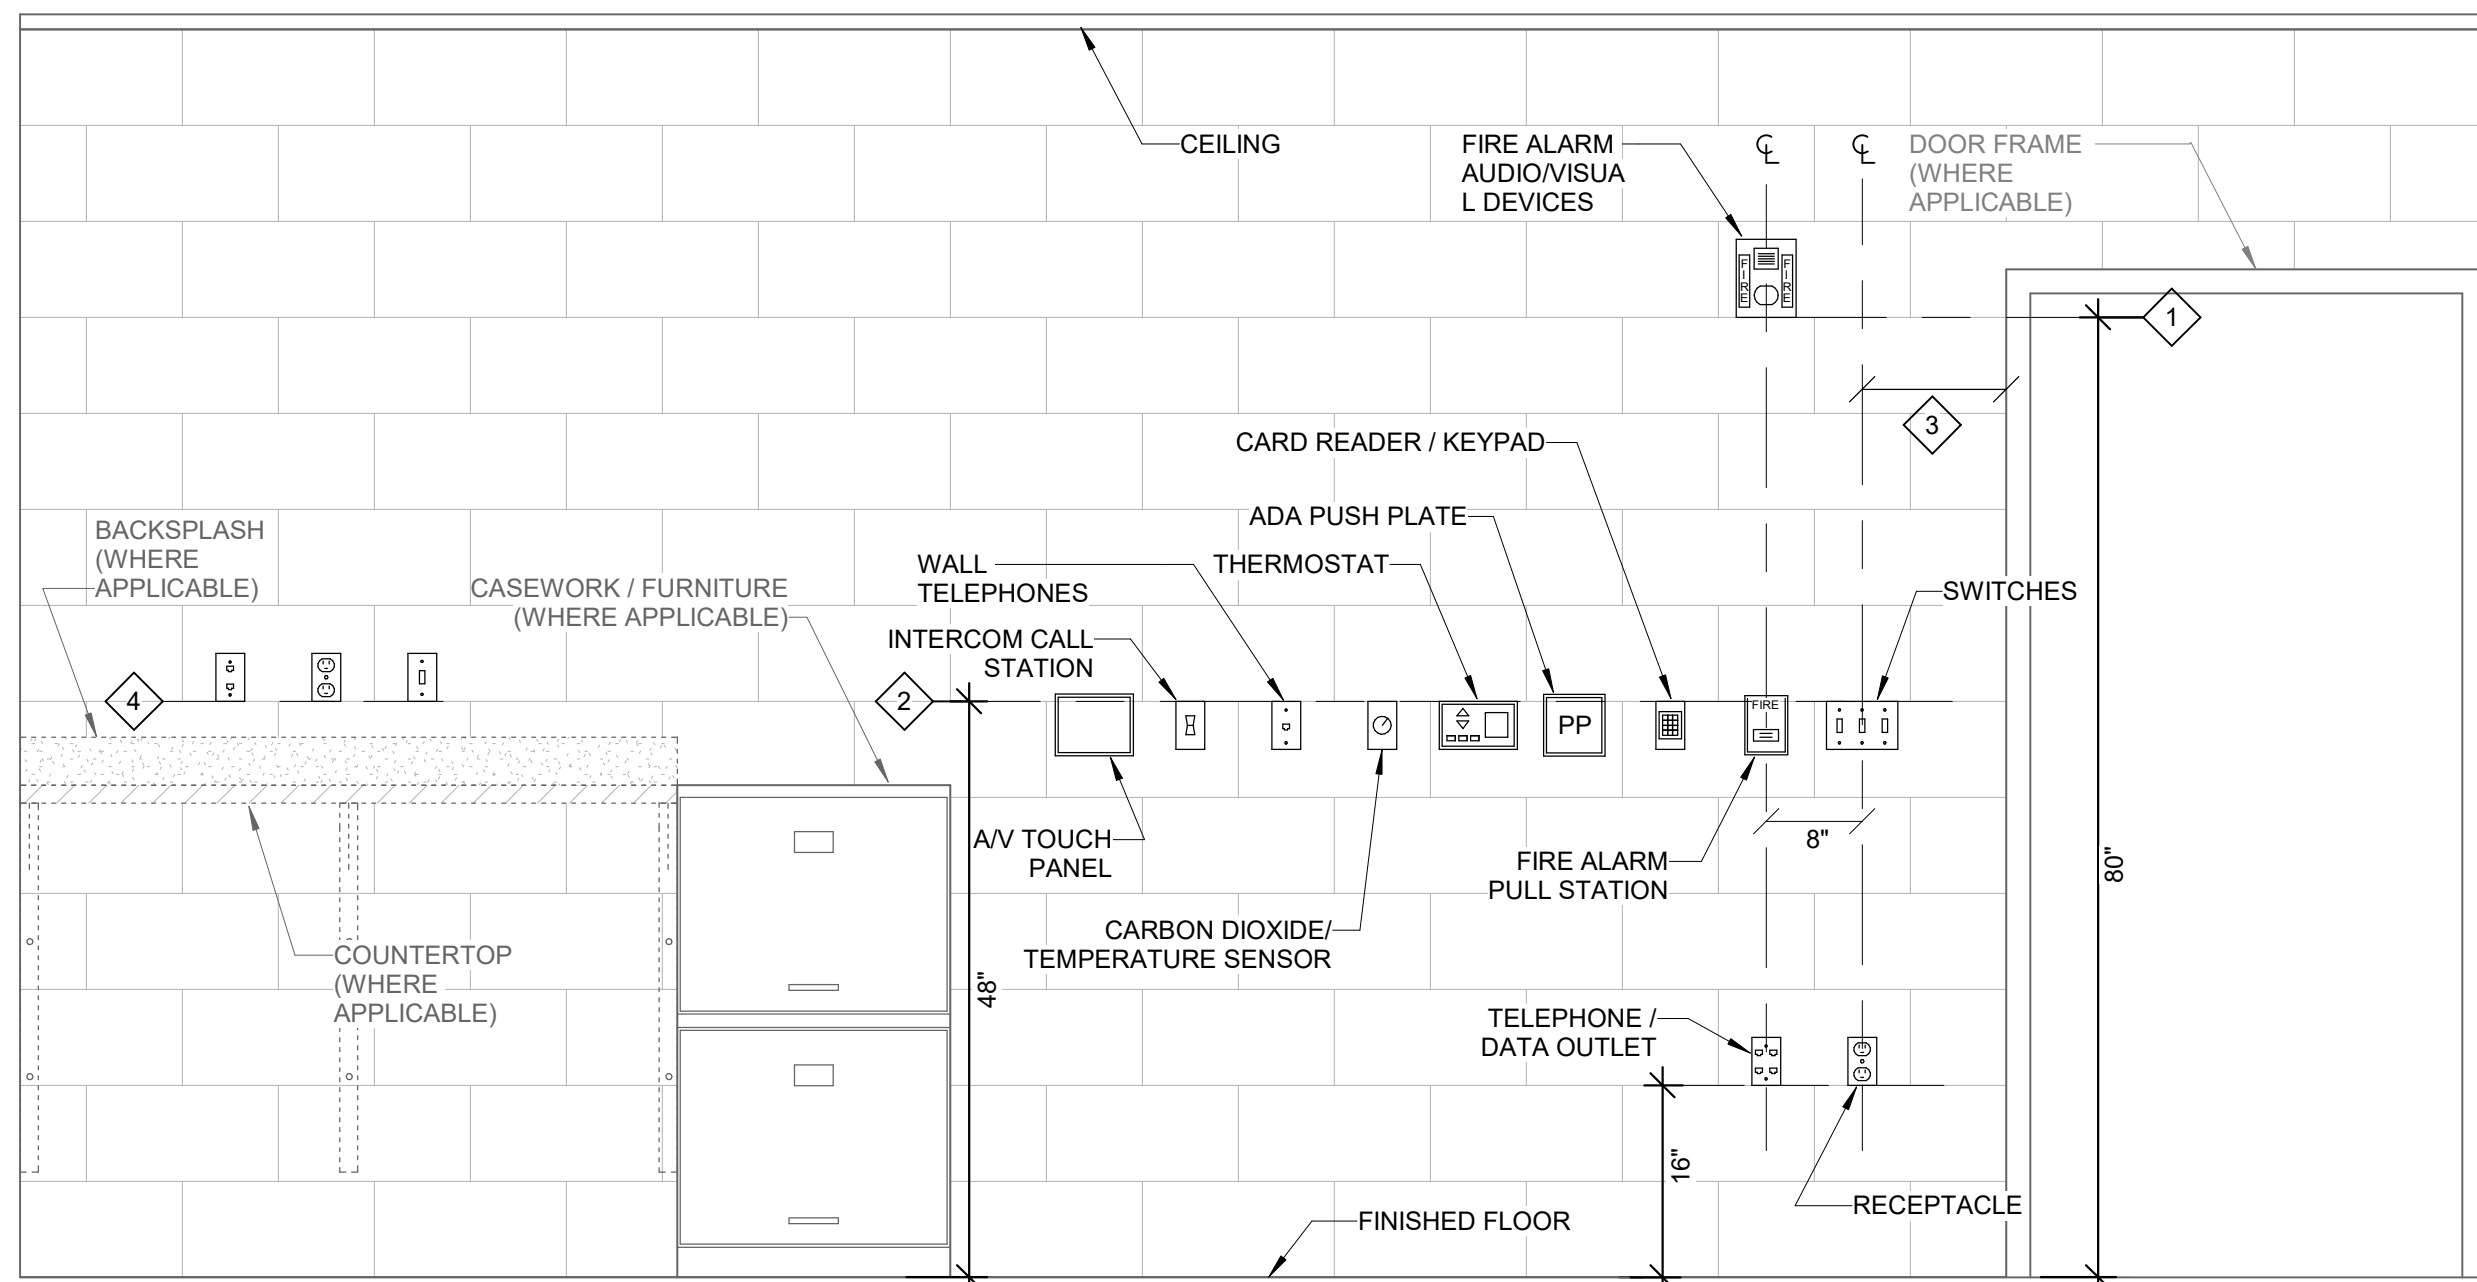 CEILING
FIRE ALARM
AUDIO/VISUA
L DEVICES
℄
℄
DOOR FRAME
(WHERE
APPLICABLE)
FIRE
FIRE
1
3
CARD READER / KEYPAD
ADA PUSH PLATE
THERMOSTAT
WALL
TELEPHONES
INTERCOM CALL
STATION
SWITCHES
BACKSPLASH
(WHERE
APPLICABLE)
CASEWORK / FURNITURE
(WHERE APPLICABLE)
4
2
PP
FIRE
A/V TOUCH
PANEL
8"
FIRE ALARM
PULL STATION
80"
CARBON DIOXIDE/
TEMPERATURE SENSOR
COUNTERTOP
(WHERE
APPLICABLE)
48"
TELEPHONE /
DATA OUTLET
16"
RECEPTACLE
FINISHED FLOOR